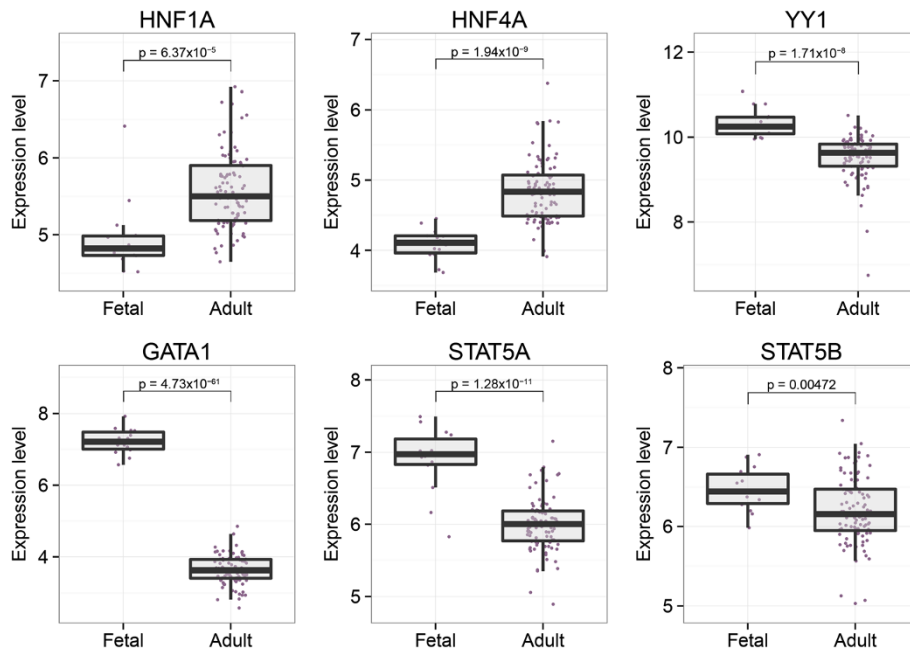 HNF1A
p = 6.37x10⁻⁵
Expression level
7
6
5
Fetal Adult
HNF4A
p = 1.94x10⁻⁹
Expression level
7
6
5
4
Fetal Adult
YY1
p = 1.71x10⁻⁸
Expression level
12
10
8
Fetal Adult
GATA1
p = 4.73x10⁻⁶¹
Expression level
8
6
4
Fetal Adult
STAT5A
p = 1.28x10⁻¹¹
Expression level
8
7
6
5
Fetal Adult
STAT5B
p = 0.00472
Expression level
8
7
6
5
Fetal Adult